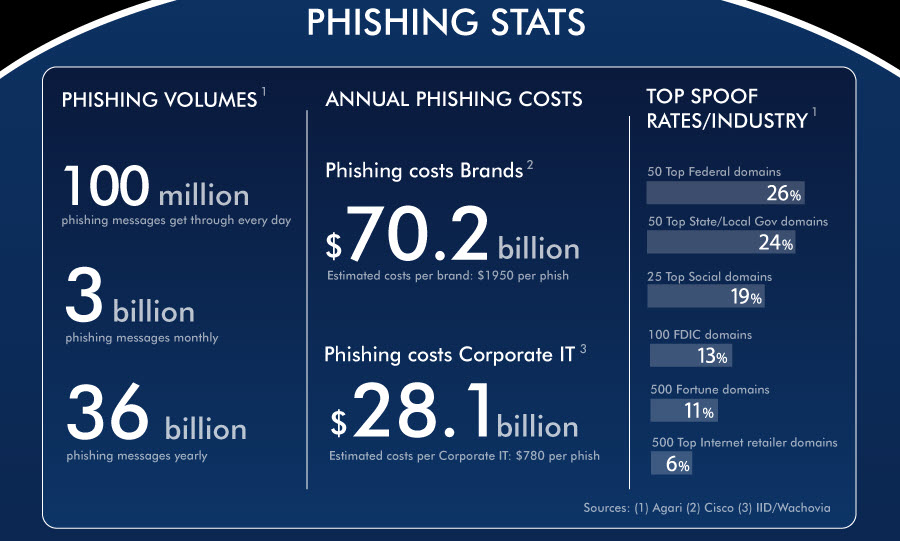 PHISHING STATS
PHISHING VOLUMES 1
100 million
phishing messages get through every day
3 billion
phishing messages monthly
36 billion
phishing messages yearly
ANNUAL PHISHING COSTS
Phishing costs Brands 2
$70.2 billion
Estimated costs per brand: $1950 per phish
Phishing costs Corporate IT 3
$28.1billion
Estimated costs per Corporate IT: $780 per phish
TOP SPOOF
RATES/INDUSTRY 1
50 Top Federal domains
26%
50 Top State/Local Gov domains
24%
25 Top Social domains
19%
100 FDIC domains
13%
500 Fortune domains
11%
500 Top Internet retailer domains
6%
Sources: (1) Agari (2) Cisco (3) IID/Wachovia